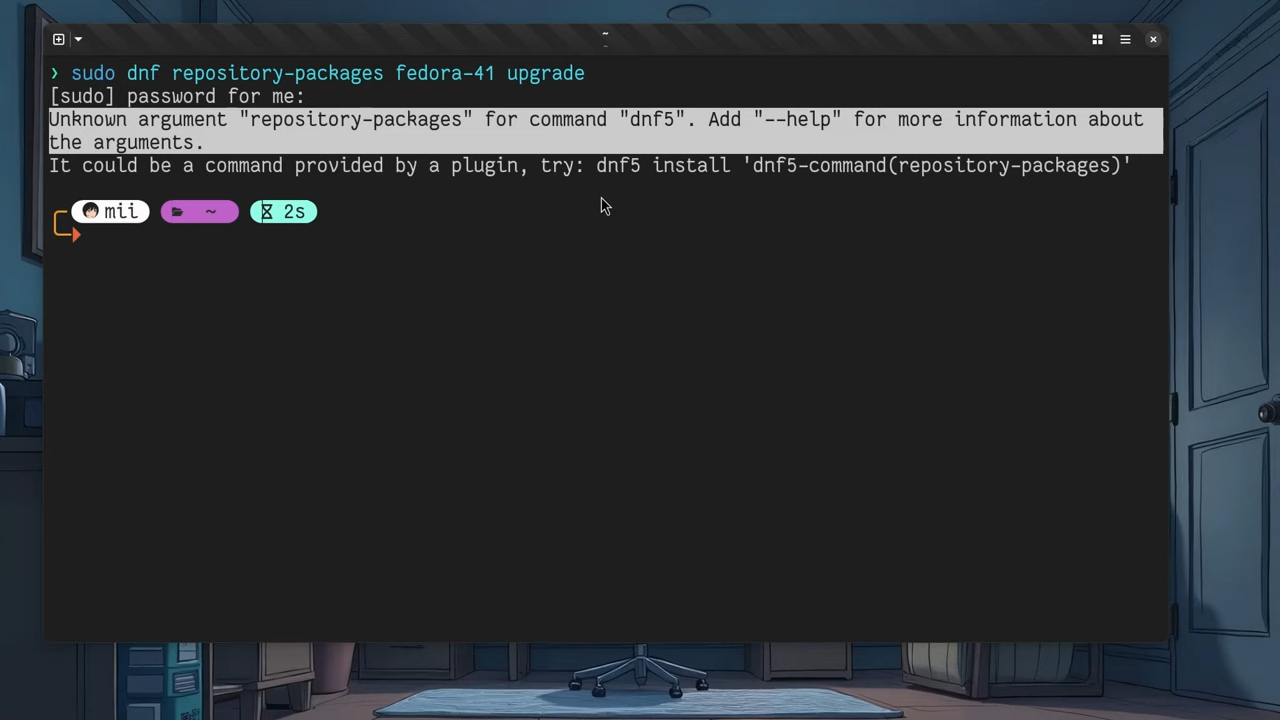 ~
❯ sudo dnf repository-packages fedora-41 upgrade
[sudo] password for me:
Unknown argument "repository-packages" for command "dnf5". Add "--help" for more information about
the arguments.
It could be a command provided by a plugin, try: dnf5 install 'dnf5-command(repository-packages)'
mii ~ 2s